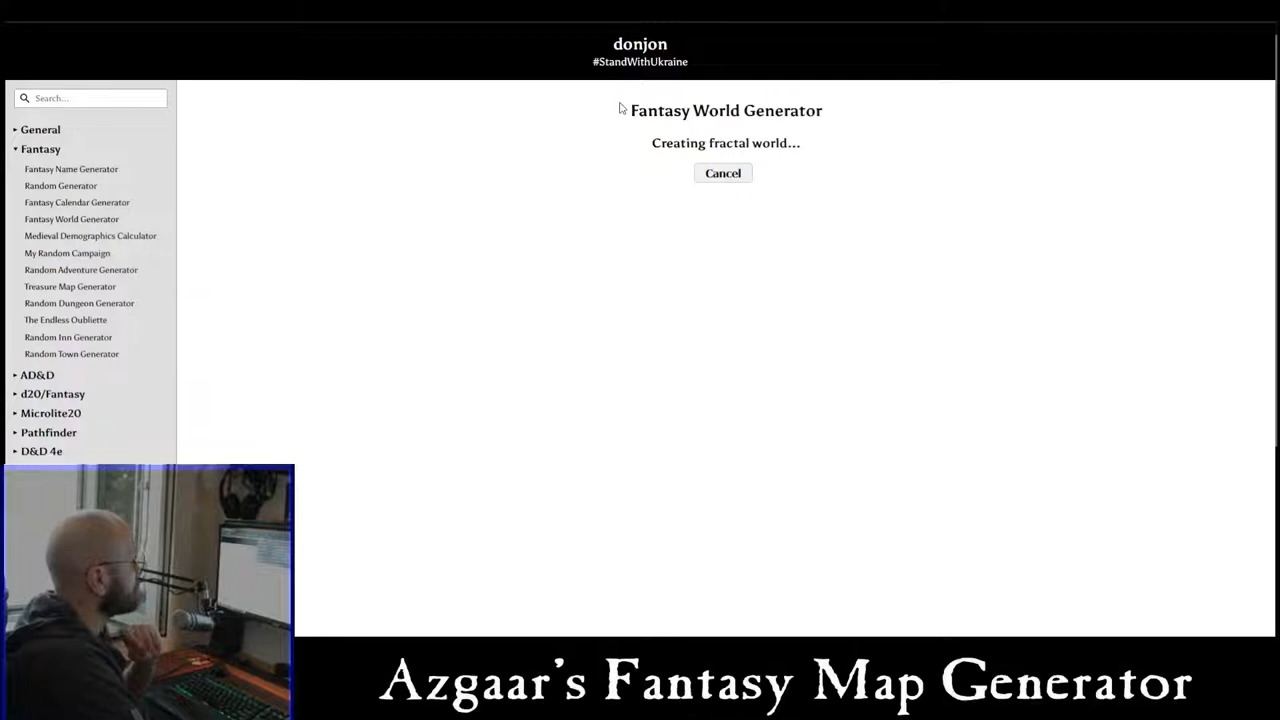 donjon
#StandWithUkraine
Search...
General
Fantasy
Fantasy Name Generator
Random Generator
Fantasy Calendar Generator
Fantasy World Generator
Medieval Demographics Calculator
My Random Campaign
Random Adventure Generator
Treasure Map Generator
Random Dungeon Generator
The Endless Oubliette
Random Inn Generator
Random Town Generator
AD&D
d20/Fantasy
Microlite20
Pathfinder
D&D 4e
Fantasy World Generator
Creating fractal world...
Cancel
Azgaar's Fantasy Map Generator